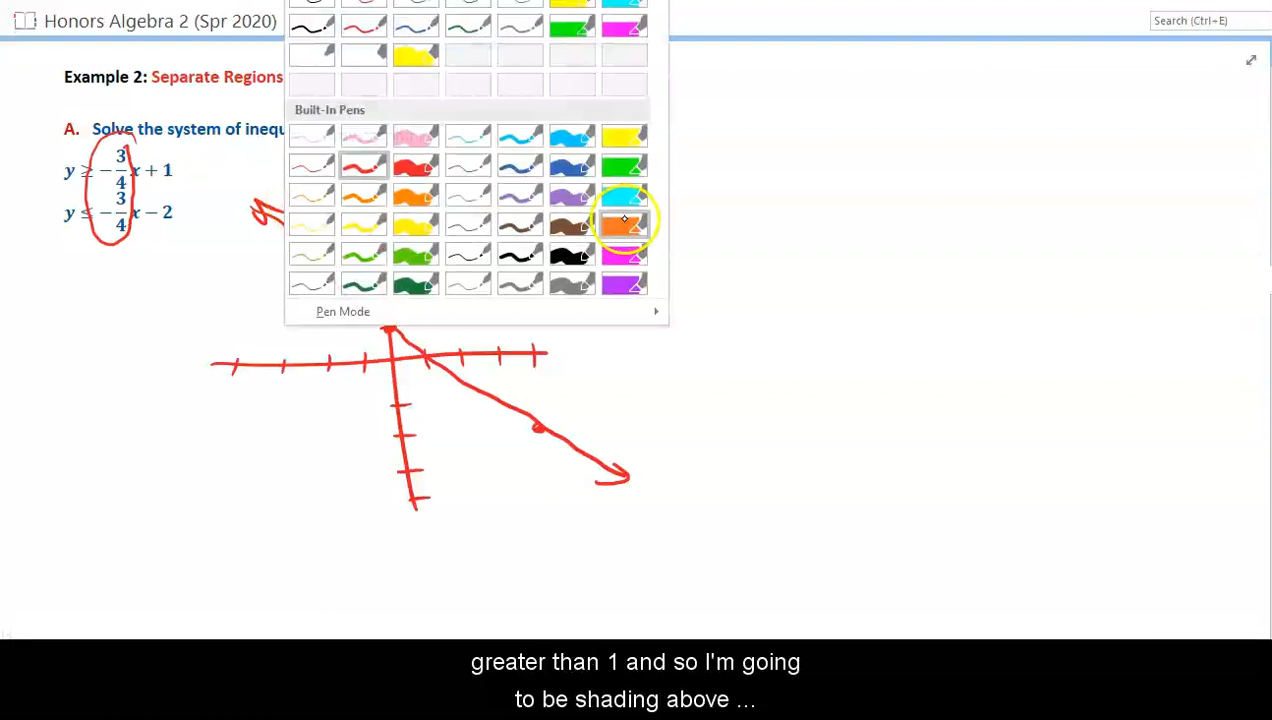 Honors Algebra 2 (Spr 2020)
Search (Ctrl+E)
Example 2: Separate Regions
A. Solve the system of inequ
y ≥ −3/4x + 1
y ≤ −3/4x − 2
Built-In Pens
Pen Mode
greater than 1 and so I'm going
to be shading above ...